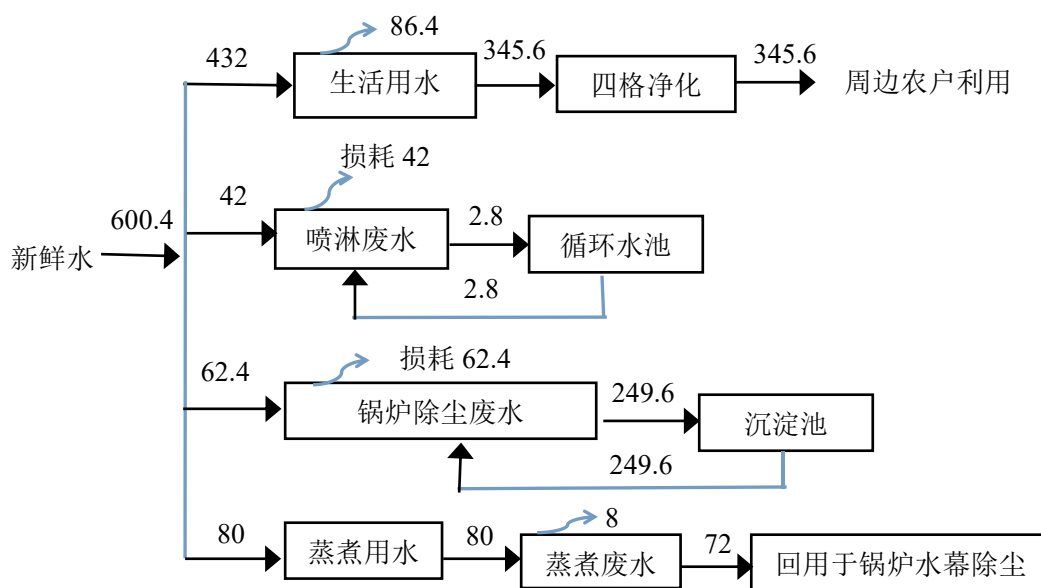 86.4
432
生活用水
345.6
四格净化
345.6
周边农户利用
损耗 42
42
喷淋废水
2.8
循环水池
2.8
新鲜水
600.4
损耗 62.4
62.4
锅炉除尘废水
249.6
沉淀池
249.6
80
蒸煮用水
80
8
蒸煮废水
72
回用于锅炉水幕除尘